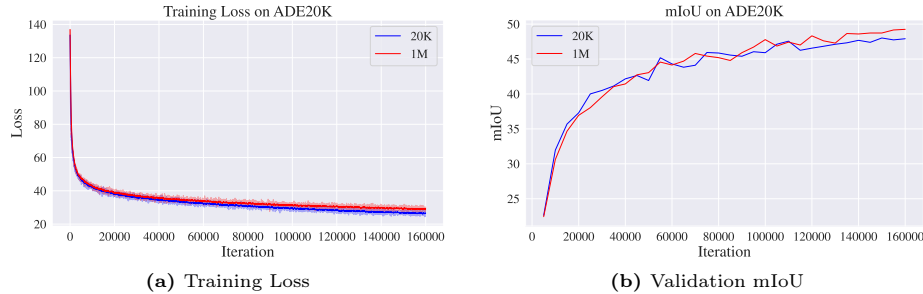 Training Loss on ADE20K
140
120
100
80
60
40
20
Loss
20K
1M
0 20000 40000 60000 80000 100000 120000 140000 160000
Iteration
(a) Training Loss
mIoU on ADE20K
50
45
40
35
30
25
mIoU
20K
1M
0 20000 40000 60000 80000 100000 120000 140000 160000
Iteration
(b) Validation mIoU